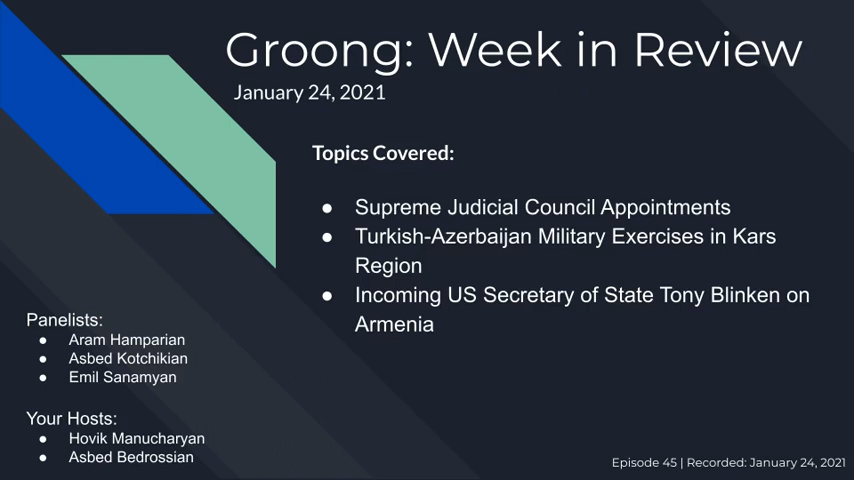 Groong: Week in Review
January 24, 2021
Topics Covered:
● Supreme Judicial Council Appointments
● Turkish-Azerbaijan Military Exercises in Kars
Region
● Incoming US Secretary of State Tony Blinken on
Armenia
Panelists:
● Aram Hamparian
● Asbed Kotchikian
● Emil Sanamyan
Your Hosts:
● Hovik Manucharyan
● Asbed Bedrossian
Episode 45 | Recorded: January 24, 2021